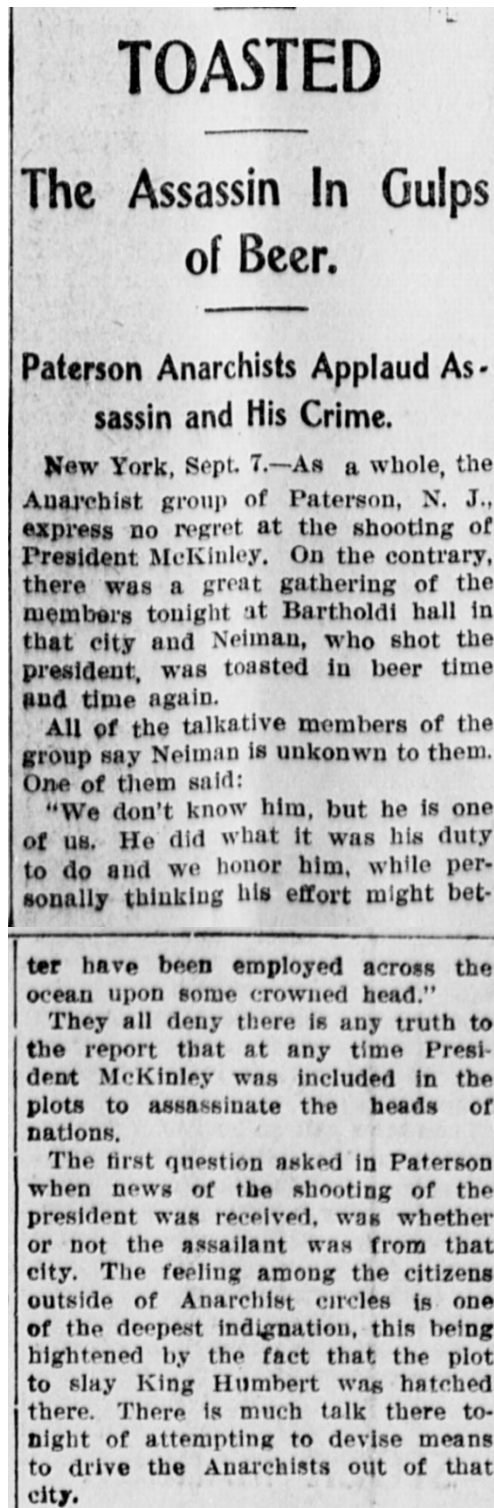 TOASTED
The Assassin In Gulps
of Beer.
Paterson Anarchists Applaud As-
sassin and His Crime.
New York, Sept. 7.—As a whole, the
Anarchist group of Paterson, N. J.,
express no regret at the shooting of
President McKinley. On the contrary,
there was a great gathering of the
members tonight at Bartholdi hall in
that city and Neiman, who shot the
president, was toasted in beer time
and time again.
All of the talkative members of the
group say Neiman is unkonwn to them.
One of them said:
"We don't know him, but he is one
of us. He did what it was his duty
to do and we honor him, while per-
sonally thinking his effort might bet-
ter have been employed across the
ocean upon some crowned head."
They all deny there is any truth to
the report that at any time Presi-
dent McKinley was included in the
plots to assassinate the heads of
nations.
The first question asked in Paterson
when news of the shooting of the
president was received, was whether
or not the assailant was from that
city. The feeling among the citizens
outside of Anarchist circles is one
of the deepest indignation, this being
hightened by the fact that the plot
to slay King Humbert was hatched
there. There is much talk there to-
night of attempting to devise means
to drive the Anarchists out of that
city.